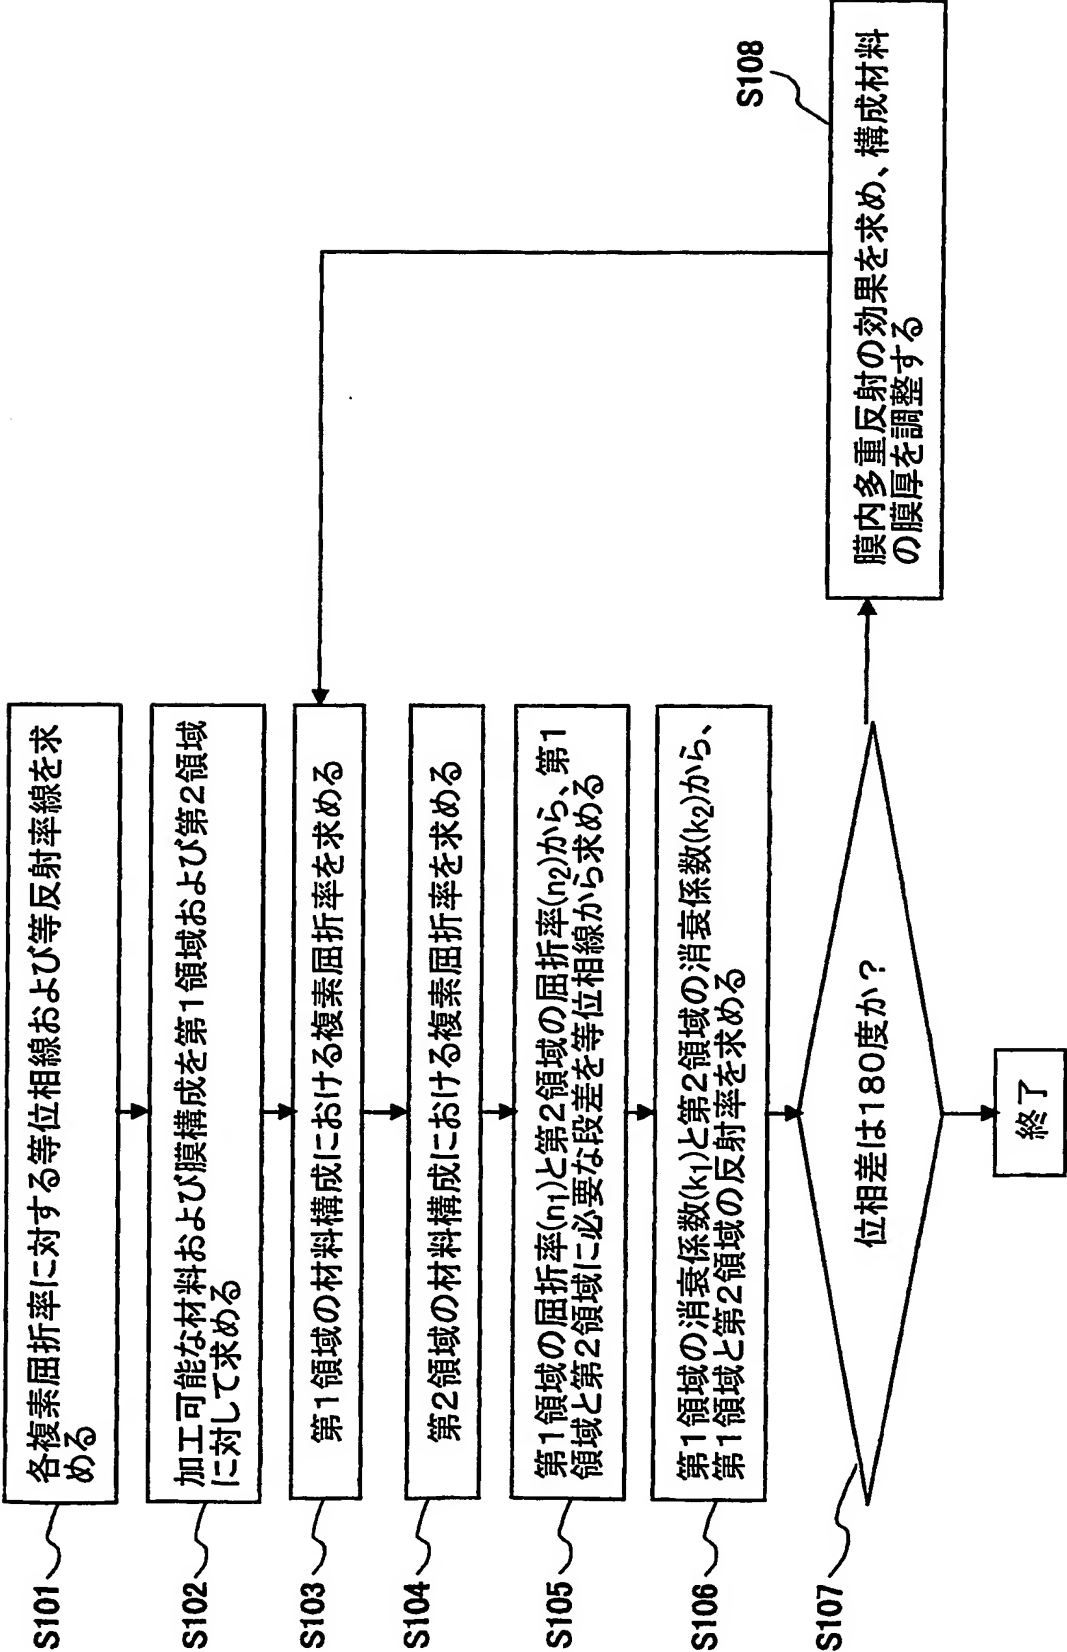 S101
各複素屈折率に対する等位相線および等反射率線を求
める
S102
加工可能な材料および膜構成を第1領域および第2領域
に対して求める
S103
第1領域の材料構成における複素屈折率を求める
S104
第2領域の材料構成における複素屈折率を求める
S105
第1領域の屈折率(n1)と第2領域の屈折率(n2)から、第1
領域と第2領域に必要な段差を等位相線から求める
S106
第1領域の消衰係数(k1)と第2領域の消衰係数(k2)から、
第1領域と第2領域の反射率を求める
S107
位相差は180度か?
S108
膜内多重反射の効果を求め、構成材料
の膜厚を調整する
終了